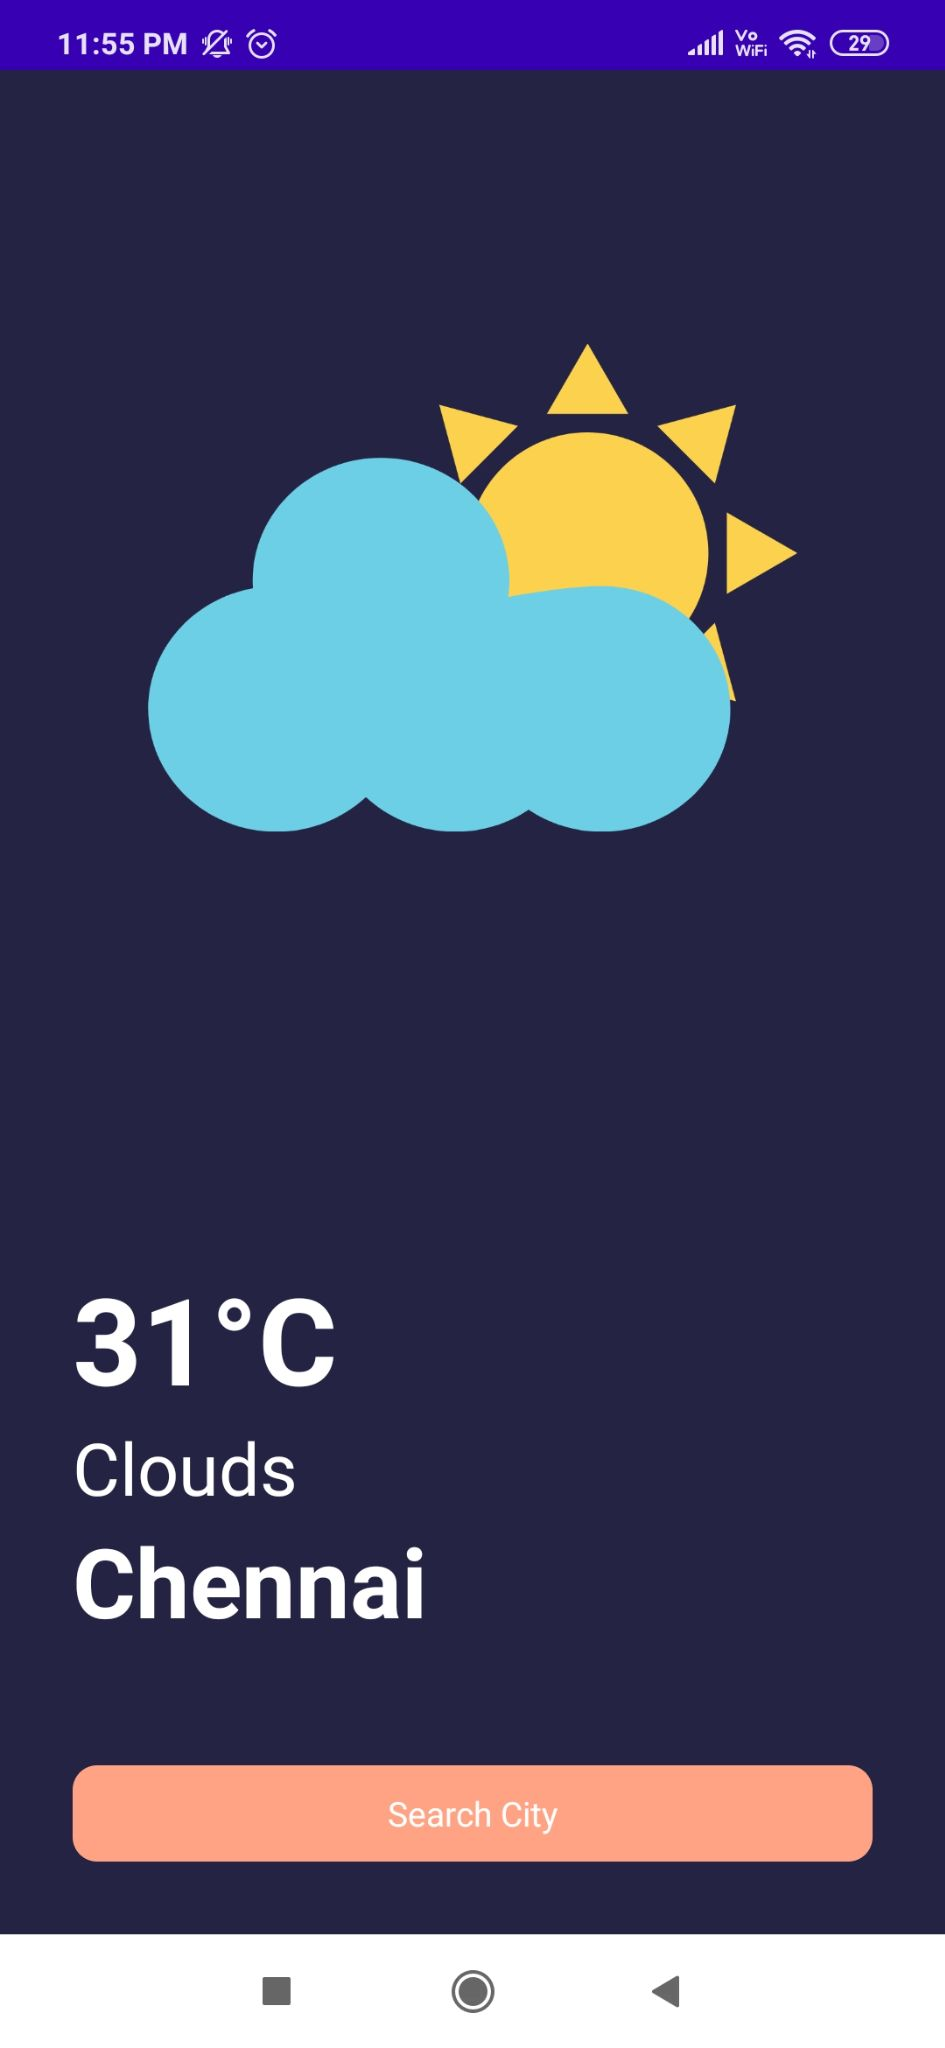 11:55 PM Vo WiFi 29
31°C
Clouds
Chennai
Search City